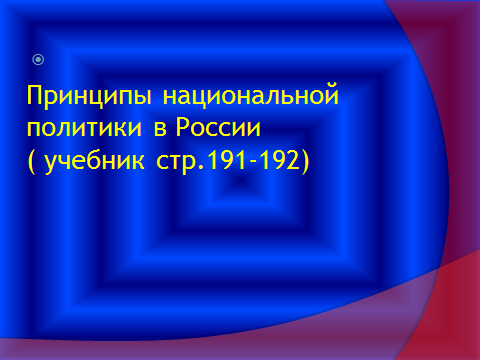 Принципы национальной
политики в России
( учебник стр.191-192)